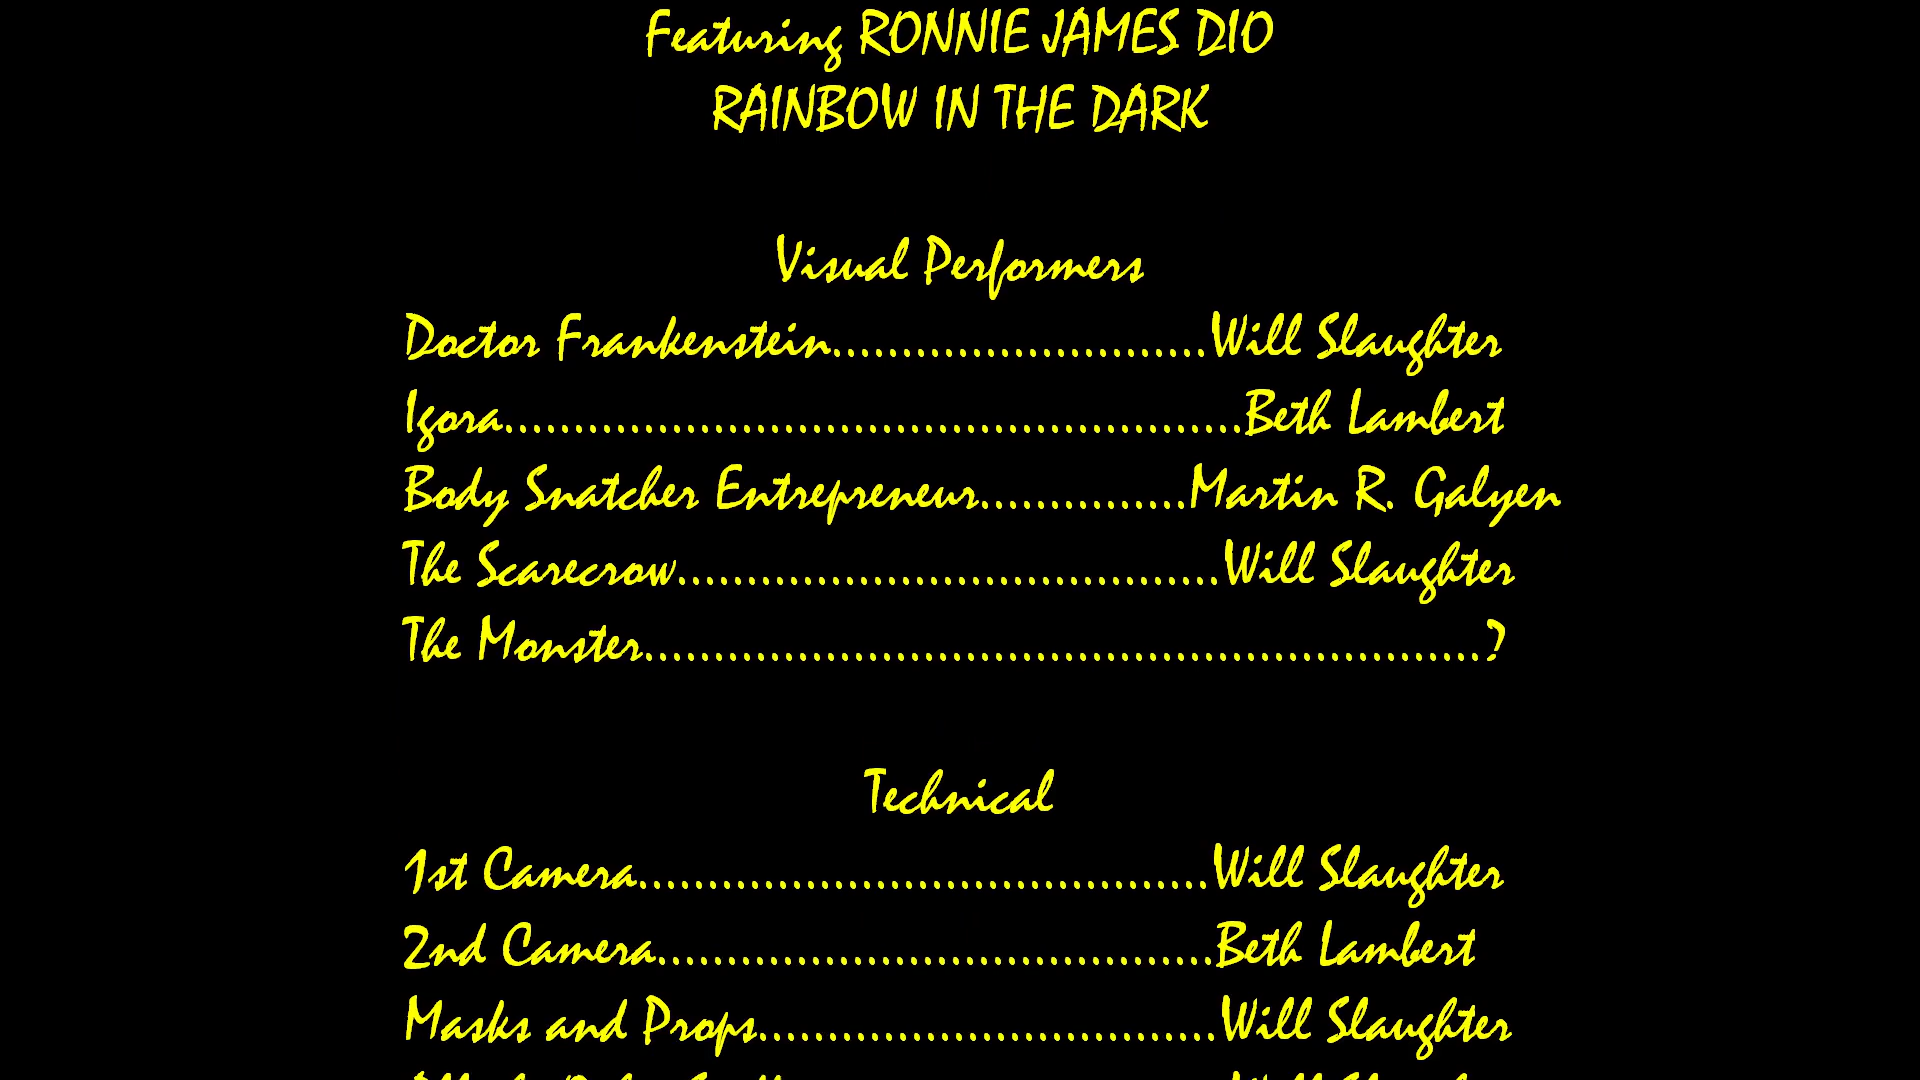 Featuring RONNIE JAMES DIO
RAINBOW IN THE DARK
Visual Performers
Doctor Frankenstein...........................Will Slaughter
Igora.....................................................Beth Lambert
Body Snatcher Entrepreneur...............Martin R. Galyen
The Scarecrow.......................................Will Slaughter
The Monster............................................................?
Technical
1st Camera.........................................Will Slaughter
2nd Camera........................................Beth Lambert
Masks and Props.................................Will Slaughter